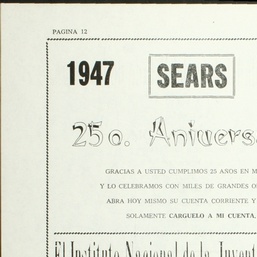 PAGINA 12
1947 SEARS
25o. Anivers
GRACIAS A USTED CUMPLIMOS 25 AÑOS EN M
Y LO CELEBRAMOS CON MILES DE GRANDES O
ABRA HOY MISMO SU CUENTA CORRIENTE Y
SOLAMENTE CARGUELO A MI CUENTA,
El Instituto Nacional de la Juvent